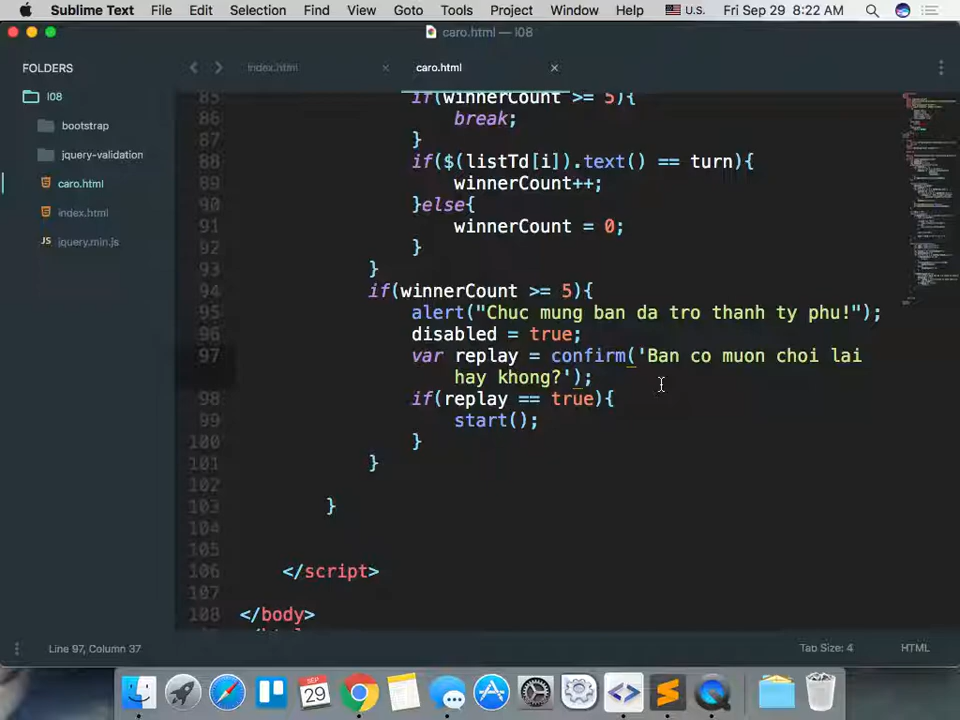 Sublime Text File Edit Selection Find View Goto Tools Project Window Help U.S. Fri Sep 29 8:22 AM
caro.html — l08
FOLDERS
l08
bootstrap
jquery-validation
caro.html
index.html
JS jquery.min.js
index.html
caro.html
85 if(winnerCount >= 5){
86 break;
87 }
88 if($(listTd[i]).text() == turn){
89 winnerCount++;
90 }else{
91 winnerCount = 0;
92 }
93 }
94 if(winnerCount >= 5){
95 alert("Chuc mung ban da tro thanh ty phu!");
96 disabled = true;
97 var replay = confirm('Ban co muon choi lai
hay khong?');
98 if(replay == true){
99 start();
100 }
101 }
102
103 }
104
105
106 </script>
107
108 </body>
Line 97, Column 37
Tab Size: 4
HTML
SEP
29